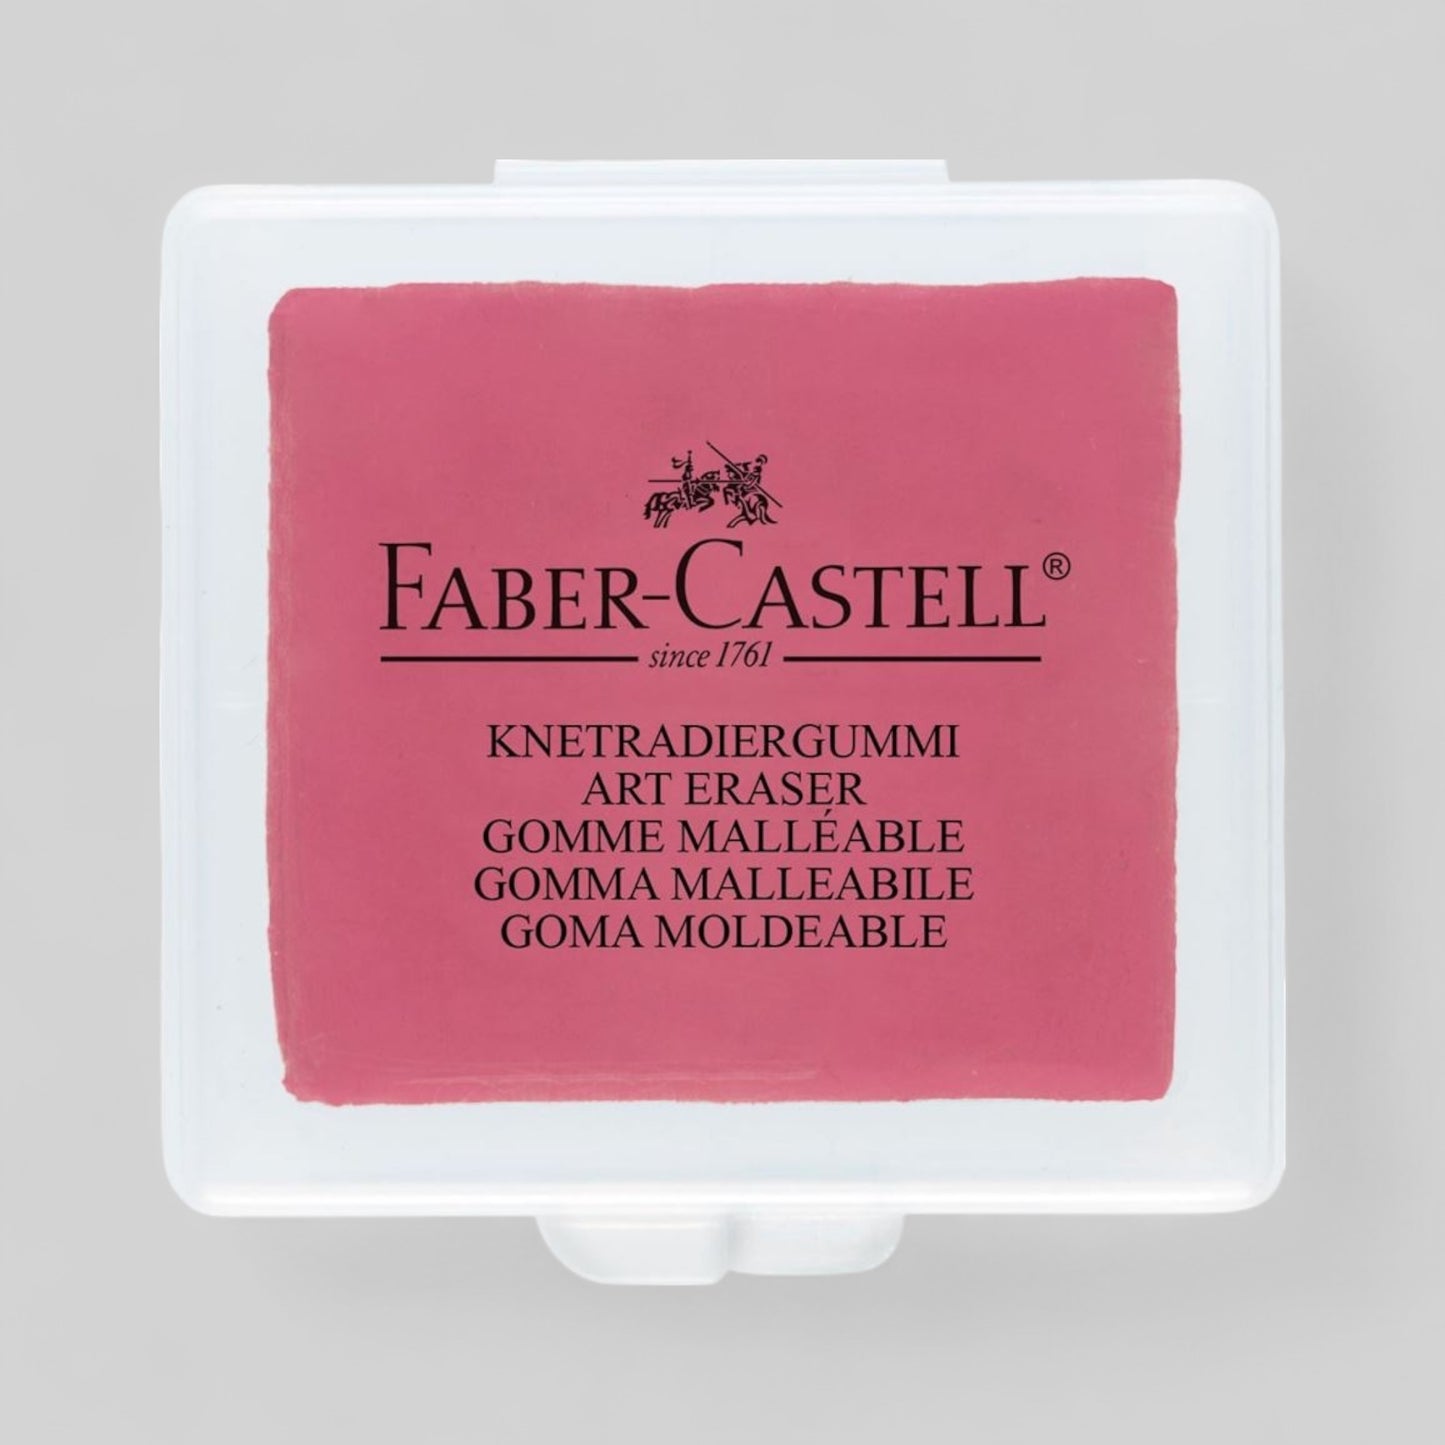 FABER-CASTELL®
since 1761
KNETRADIERGUMMI
ART ERASER
GOMME MALLÉABLE
GOMMA MALLEABILE
GOMA MOLDEABLE